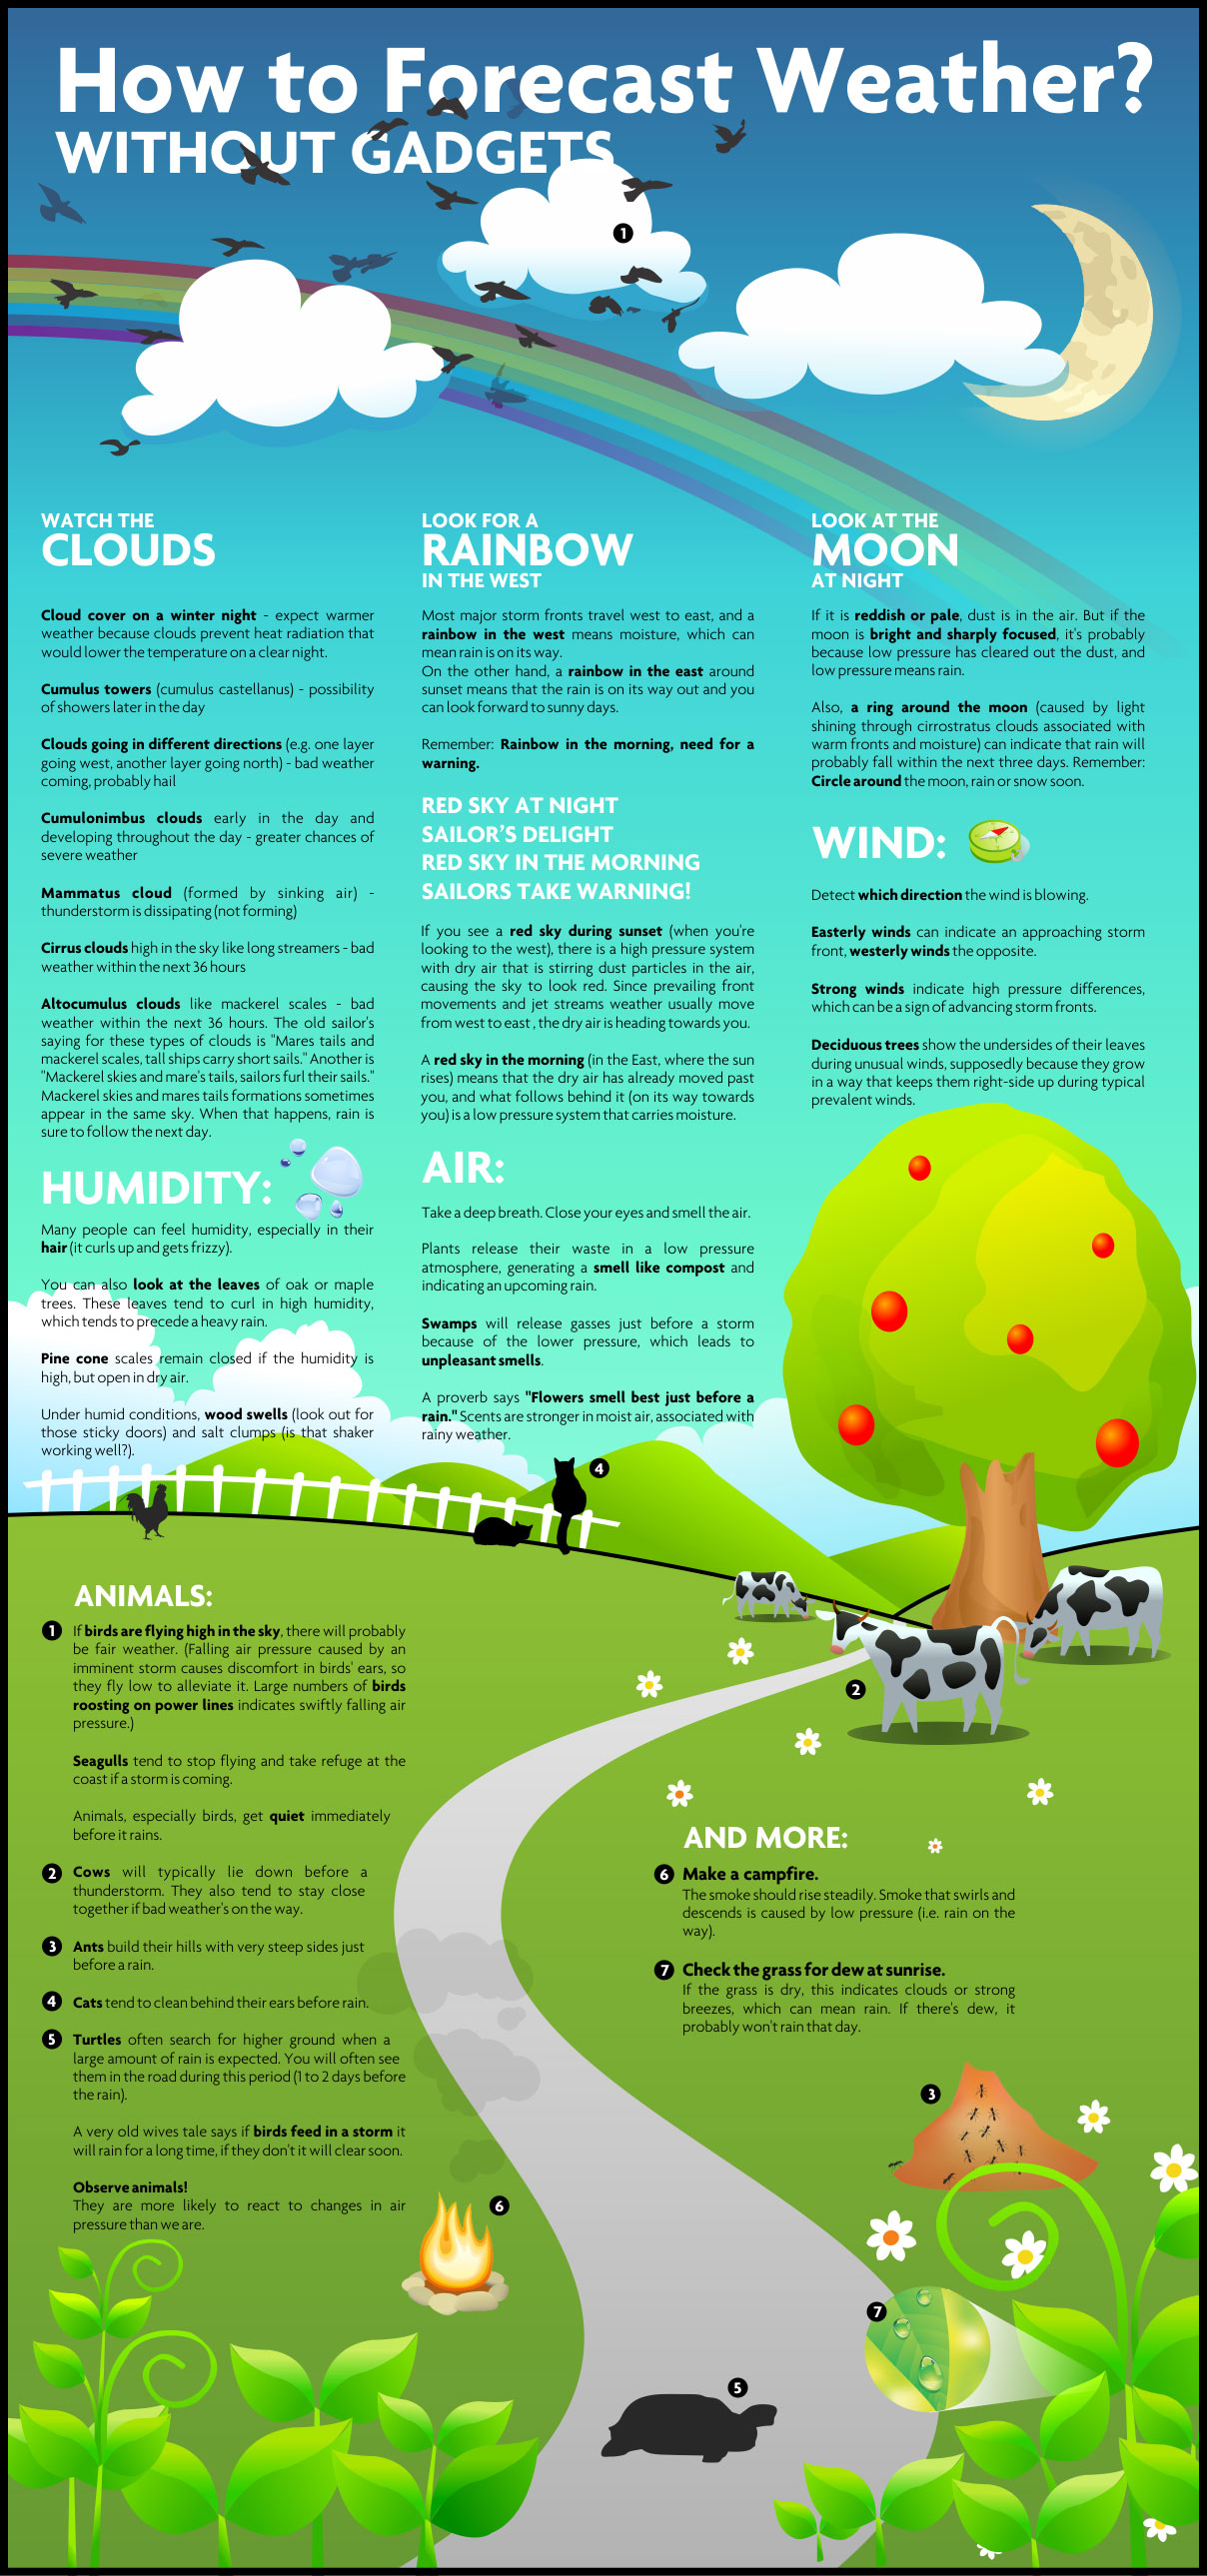 How to Forecast Weather?
WITHOUT GADGETS
1
WATCH THE
CLOUDS
Cloud cover on a winter night - expect warmer
weather because clouds prevent heat radiation that
would lower the temperature on a clear night.
Cumulus towers (cumulus castellanus) - possibility
of showers later in the day
Clouds going in different directions (e.g. one layer
going west, another layer going north) - bad weather
coming, probably hail
Cumulonimbus clouds early in the day and
developing throughout the day - greater chances of
severe weather
Mammatus cloud (formed by sinking air) -
thunderstorm is dissipating (not forming)
Cirrus clouds high in the sky like long streamers - bad
weather within the next 36 hours
Altocumulus clouds like mackerel scales - bad
weather within the next 36 hours. The old sailor's
saying for these types of clouds is "Mares tails and
mackerel scales, tall ships carry short sails." Another is
"Mackerel skies and mare's tails, sailors furl their sails."
Mackerel skies and mares tails formations sometimes
appear in the same sky. When that happens, rain is
sure to follow the next day.
HUMIDITY:
Many people can feel humidity, especially in their
hair (it curls up and gets frizzy).
You can also look at the leaves of oak or maple
trees. These leaves tend to curl in high humidity,
which tends to precede a heavy rain.
Pine cone scales remain closed if the humidity is
high, but open in dry air.
Under humid conditions, wood swells (look out for
those sticky doors) and salt clumps (is that shaker
working well?).
LOOK FOR A
RAINBOW
IN THE WEST
Most major storm fronts travel west to east, and a
rainbow in the west means moisture, which can
mean rain is on its way.
On the other hand, a rainbow in the east around
sunset means that the rain is on its way out and you
can look forward to sunny days.
Remember: Rainbow in the morning, need for a
warning.
RED SKY AT NIGHT
SAILOR'S DELIGHT
RED SKY IN THE MORNING
SAILORS TAKE WARNING!
If you see a red sky during sunset (when you're
looking to the west), there is a high pressure system
with dry air that is stirring dust particles in the air,
causing the sky to look red. Since prevailing front
movements and jet streams weather usually move
from west to east , the dry air is heading towards you.
A red sky in the morning (in the East, where the sun
rises) means that the dry air has already moved past
you, and what follows behind it (on its way towards
you) is a low pressure system that carries moisture.
AIR:
Take a deep breath. Close your eyes and smell the air.
Plants release their waste in a low pressure
atmosphere, generating a smell like compost and
indicating an upcoming rain.
Swamps will release gasses just before a storm
because of the lower pressure, which leads to
unpleasant smells.
A proverb says "Flowers smell best just before a
rain." Scents are stronger in moist air, associated with
rainy weather.
LOOK AT THE
MOON
AT NIGHT
If it is reddish or pale, dust is in the air. But if the
moon is bright and sharply focused, it's probably
because low pressure has cleared out the dust, and
low pressure means rain.
Also, a ring around the moon (caused by light
shining through cirrostratus clouds associated with
warm fronts and moisture) can indicate that rain will
probably fall within the next three days. Remember:
Circle around the moon, rain or snow soon.
WIND:
Detect which direction the wind is blowing.
Easterly winds can indicate an approaching storm
front, westerly winds the opposite.
Strong winds indicate high pressure differences,
which can be a sign of advancing storm fronts.
Deciduous trees show the undersides of their leaves
during unusual winds, supposedly because they grow
in a way that keeps them right-side up during typical
prevalent winds.
4
2
ANIMALS:
1 If birds are flying high in the sky, there will probably
be fair weather. (Falling air pressure caused by an
imminent storm causes discomfort in birds' ears, so
they fly low to alleviate it. Large numbers of birds
roosting on power lines indicates swiftly falling air
pressure.)
Seagulls tend to stop flying and take refuge at the
coast if a storm is coming.
Animals, especially birds, get quiet immediately
before it rains.
2 Cows will typically lie down before a
thunderstorm. They also tend to stay close
together if bad weather's on the way.
3 Ants build their hills with very steep sides just
before a rain.
4 Cats tend to clean behind their ears before rain.
5 Turtles often search for higher ground when a
large amount of rain is expected. You will often see
them in the road during this period (1 to 2 days before
the rain).
A very old wives tale says if birds feed in a storm it
will rain for a long time, if they don't it will clear soon.
Observe animals!
They are more likely to react to changes in air
pressure than we are.
AND MORE:
6 Make a campfire.
The smoke should rise steadily. Smoke that swirls and
descends is caused by low pressure (i.e. rain on the
way).
7 Check the grass for dew at sunrise.
If the grass is dry, this indicates clouds or strong
breezes, which can mean rain. If there's dew, it
probably won't rain that day.
3
6
7
5